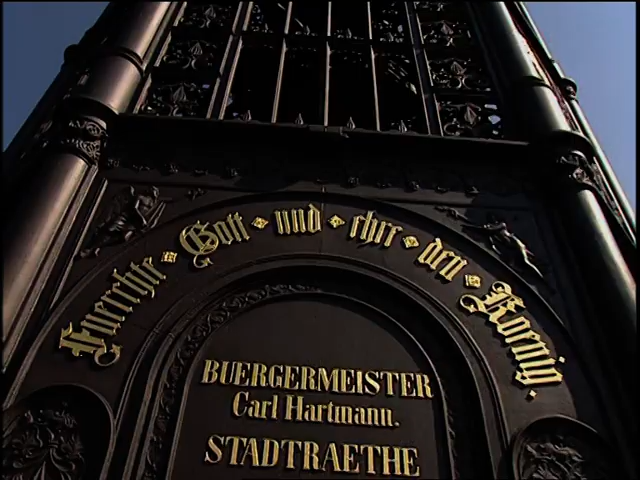 Fuerchte Gott und ehre den Koenig.
BUERGERMEISTER
Carl Hartmann.
STADTRAETHE